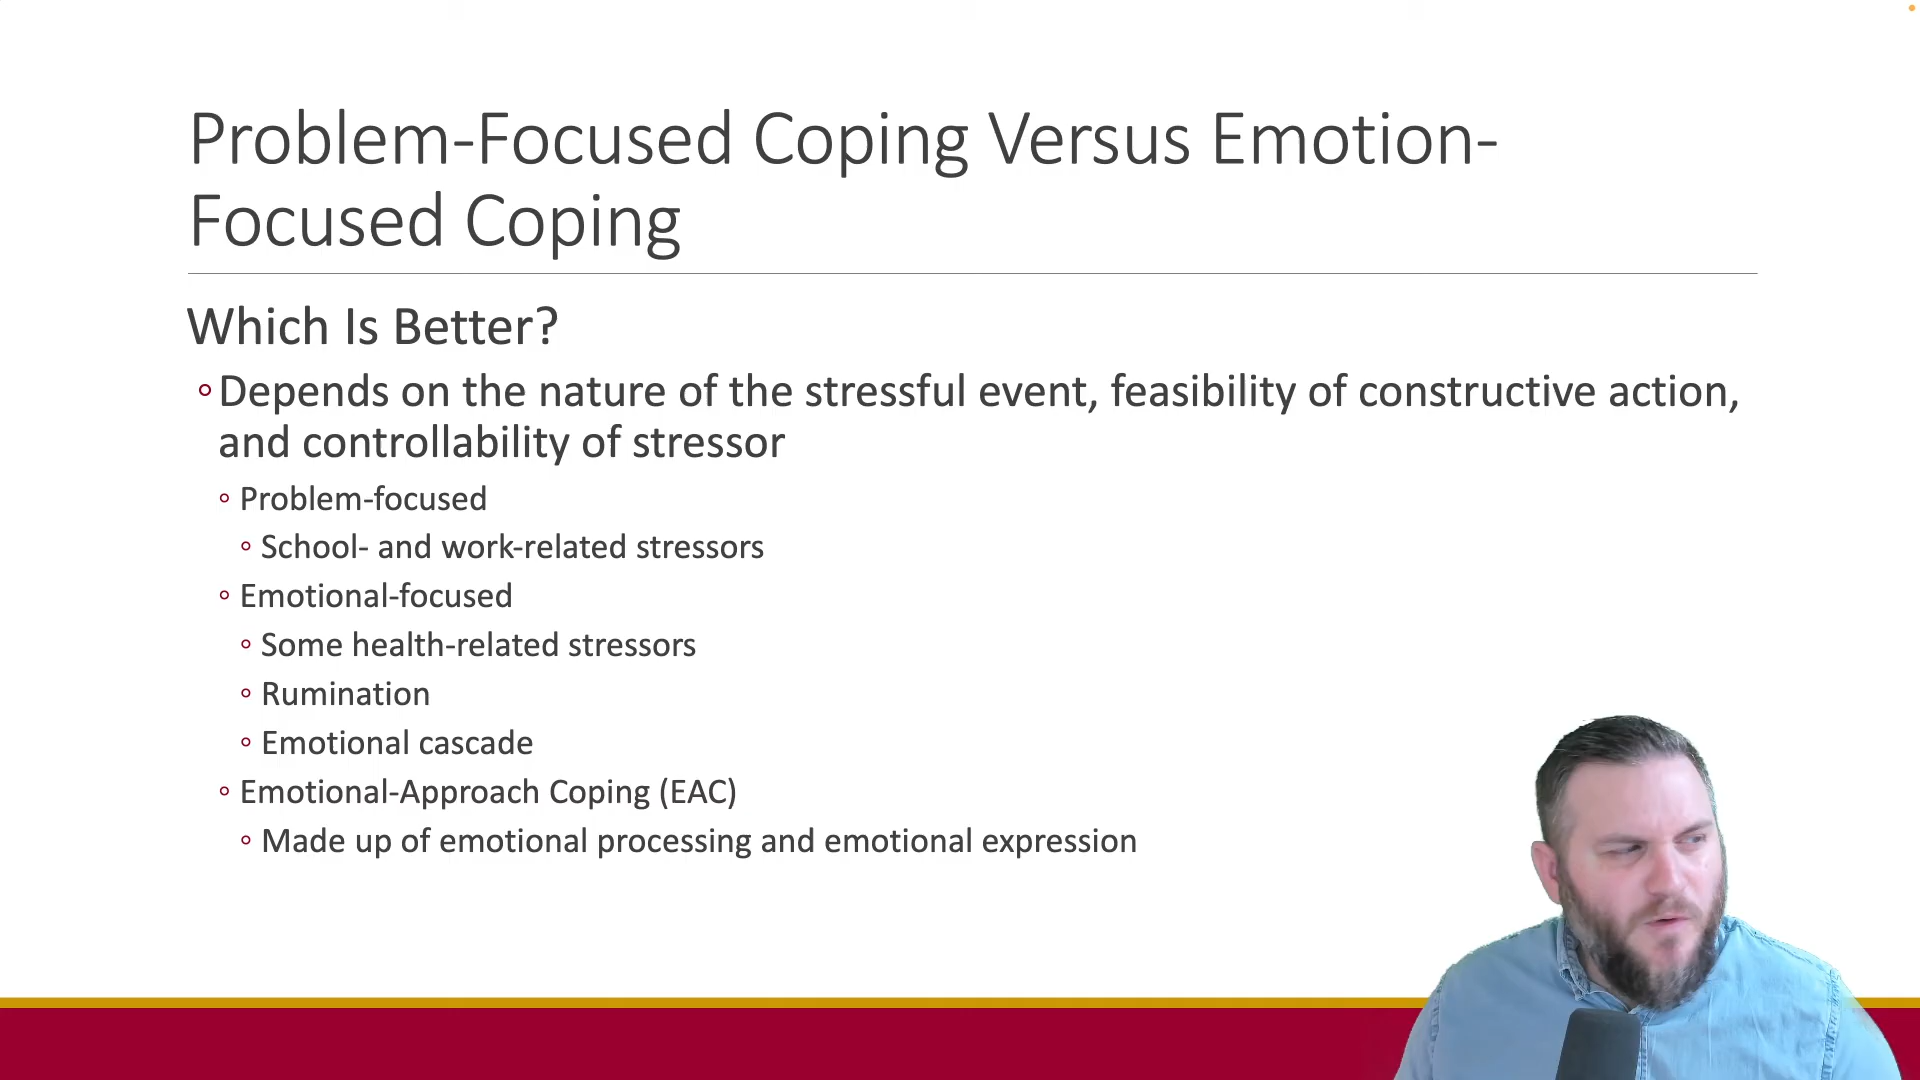 Problem-Focused Coping Versus Emotion-
Focused Coping
Which Is Better?
◦Depends on the nature of the stressful event, feasibility of constructive action,
and controllability of stressor
◦ Problem-focused
◦ School- and work-related stressors
◦ Emotional-focused
◦ Some health-related stressors
◦ Rumination
◦ Emotional cascade
◦ Emotional-Approach Coping (EAC)
◦ Made up of emotional processing and emotional expression